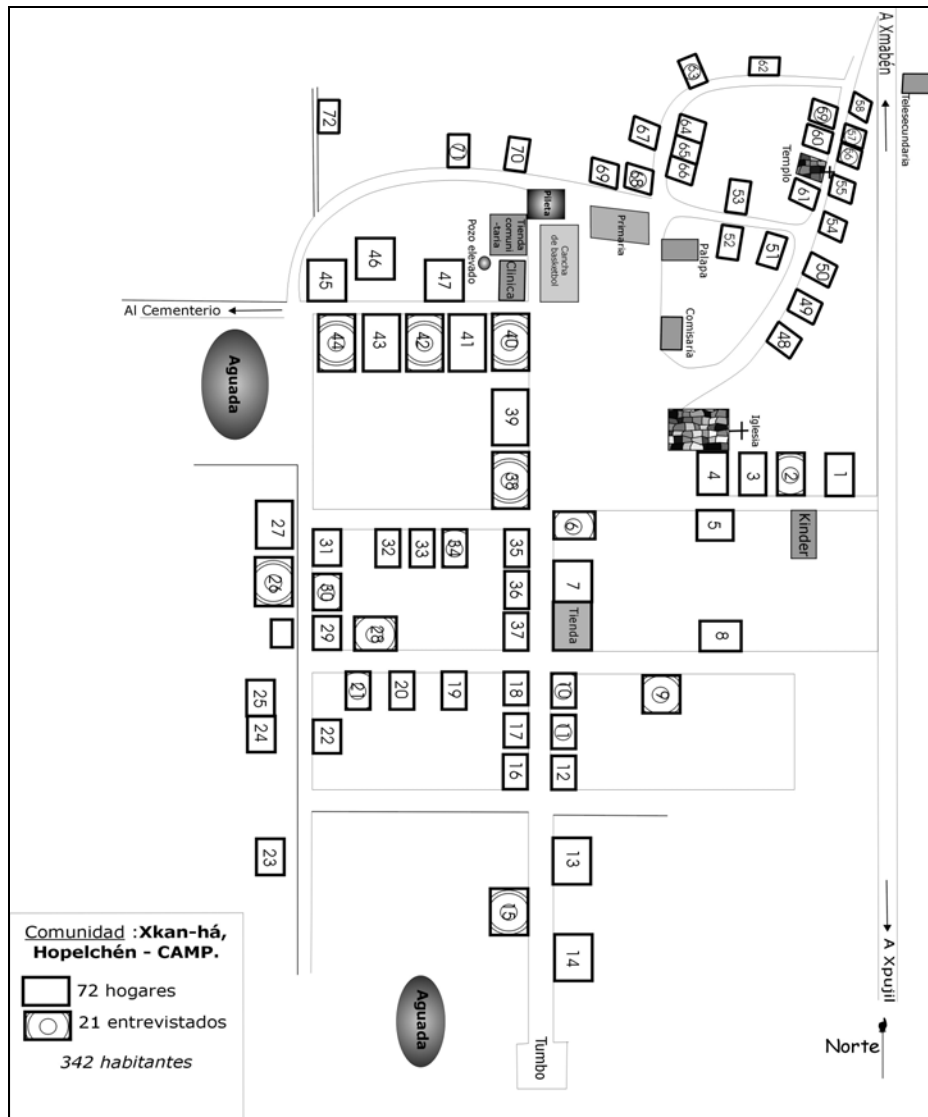 A Xmabén
Telesecundaria
63
62
58
59
57
60
56
72
67
64
65
66
Templo
71
70
69
68
61
55
54
53
Pileta
Primaria
52
51
50
49
48
Tienda
comuni
-taria
Pozo elevado
Clinica
Cancha
de basketbol
Palapa
Comisaría
46
45
47
Al Cementerio
44
43
42
41
40
Aguada
39
38
Iglesia
4
3
2
1
27
26
31
32
33
34
35
6
5
Kinder
30
36
7
29
28
37
Tienda
8
25
24
21
20
19
18
10
9
22
17
11
16
12
23
13
15
14
Aguada
Tumbo
A Xpujil
Norte
Comunidad : Xkan-há,
Hopelchén - CAMP.
72 hogares
21 entrevistados
342 habitantes